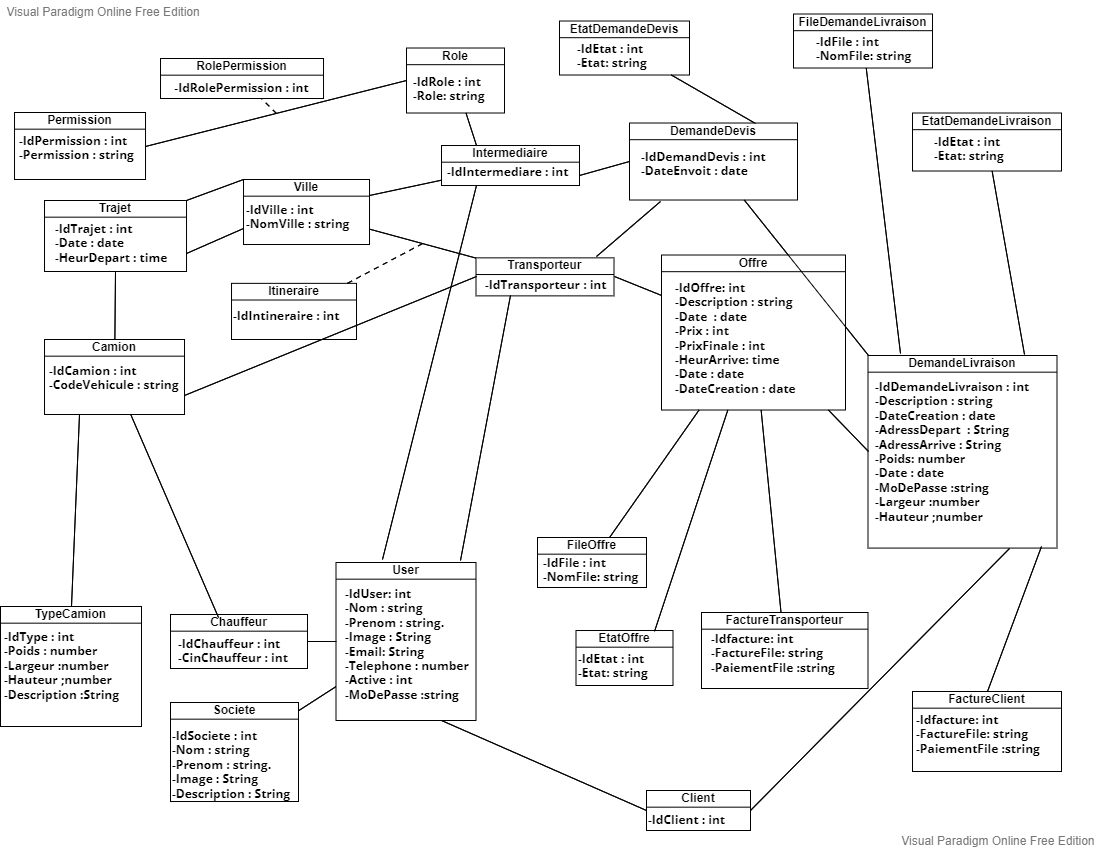 Visual Paradigm Online Free Edition
FileDemandeLivraison
-IdFile : int
-NomFile: string
EtatDemandeDevis
-IdEtat : int
-Etat: string
Role
-IdRole : int
-Role: string
RolePermission
-IdRolePermission : int
Permission
-IdPermission : int
-Permission : string
EtatDemandeLivraison
-IdEtat : int
-Etat: string
DemandeDevis
-IdDemandDevis : int
-DateEnvoit : date
Intermediaire
-IdIntermediare : int
Ville
-IdVille : int
-NomVille : string
Trajet
-IdTrajet : int
-Date : date
-HeurDepart : time
Transporteur
-IdTransporteur : int
Offre
-IdOffre: int
-Description : string
-Date  : date
-Prix : int
-PrixFinale : int
-HeurArrive: time
-Date : date
-DateCreation : date
Itineraire
-IdIntineraire : int
Camion
-IdCamion : int
-CodeVehicule : string
DemandeLivraison
-IdDemandeLivraison : int
-Description : string
-DateCreation : date
-AdressDepart  : String
-AdressArrive : String
-Poids: number
-Date : date
-MoDePasse :string
-Largeur :number
-Hauteur ;number
FileOffre
-IdFile : int
-NomFile: string
User
-IdUser: int
-Nom : string
-Prenom : string.
-Image : String
-Email: String
-Telephone : number
-Active : int
-MoDePasse :string
TypeCamion
-IdType : int
-Poids : number
-Largeur :number
-Hauteur ;number
-Description :String
Chauffeur
-IdChauffeur : int
-CinChauffeur : int
EtatOffre
-IdEtat : int
-Etat: string
FactureTransporteur
-Idfacture: int
-FactureFile: string
-PaiementFile :string
Societe
-IdSociete : int
-Nom : string
-Prenom : string.
-Image : String
-Description : String
FactureClient
-Idfacture: int
-FactureFile: string
-PaiementFile :string
Client
-IdClient : int
Visual Paradigm Online Free Edition